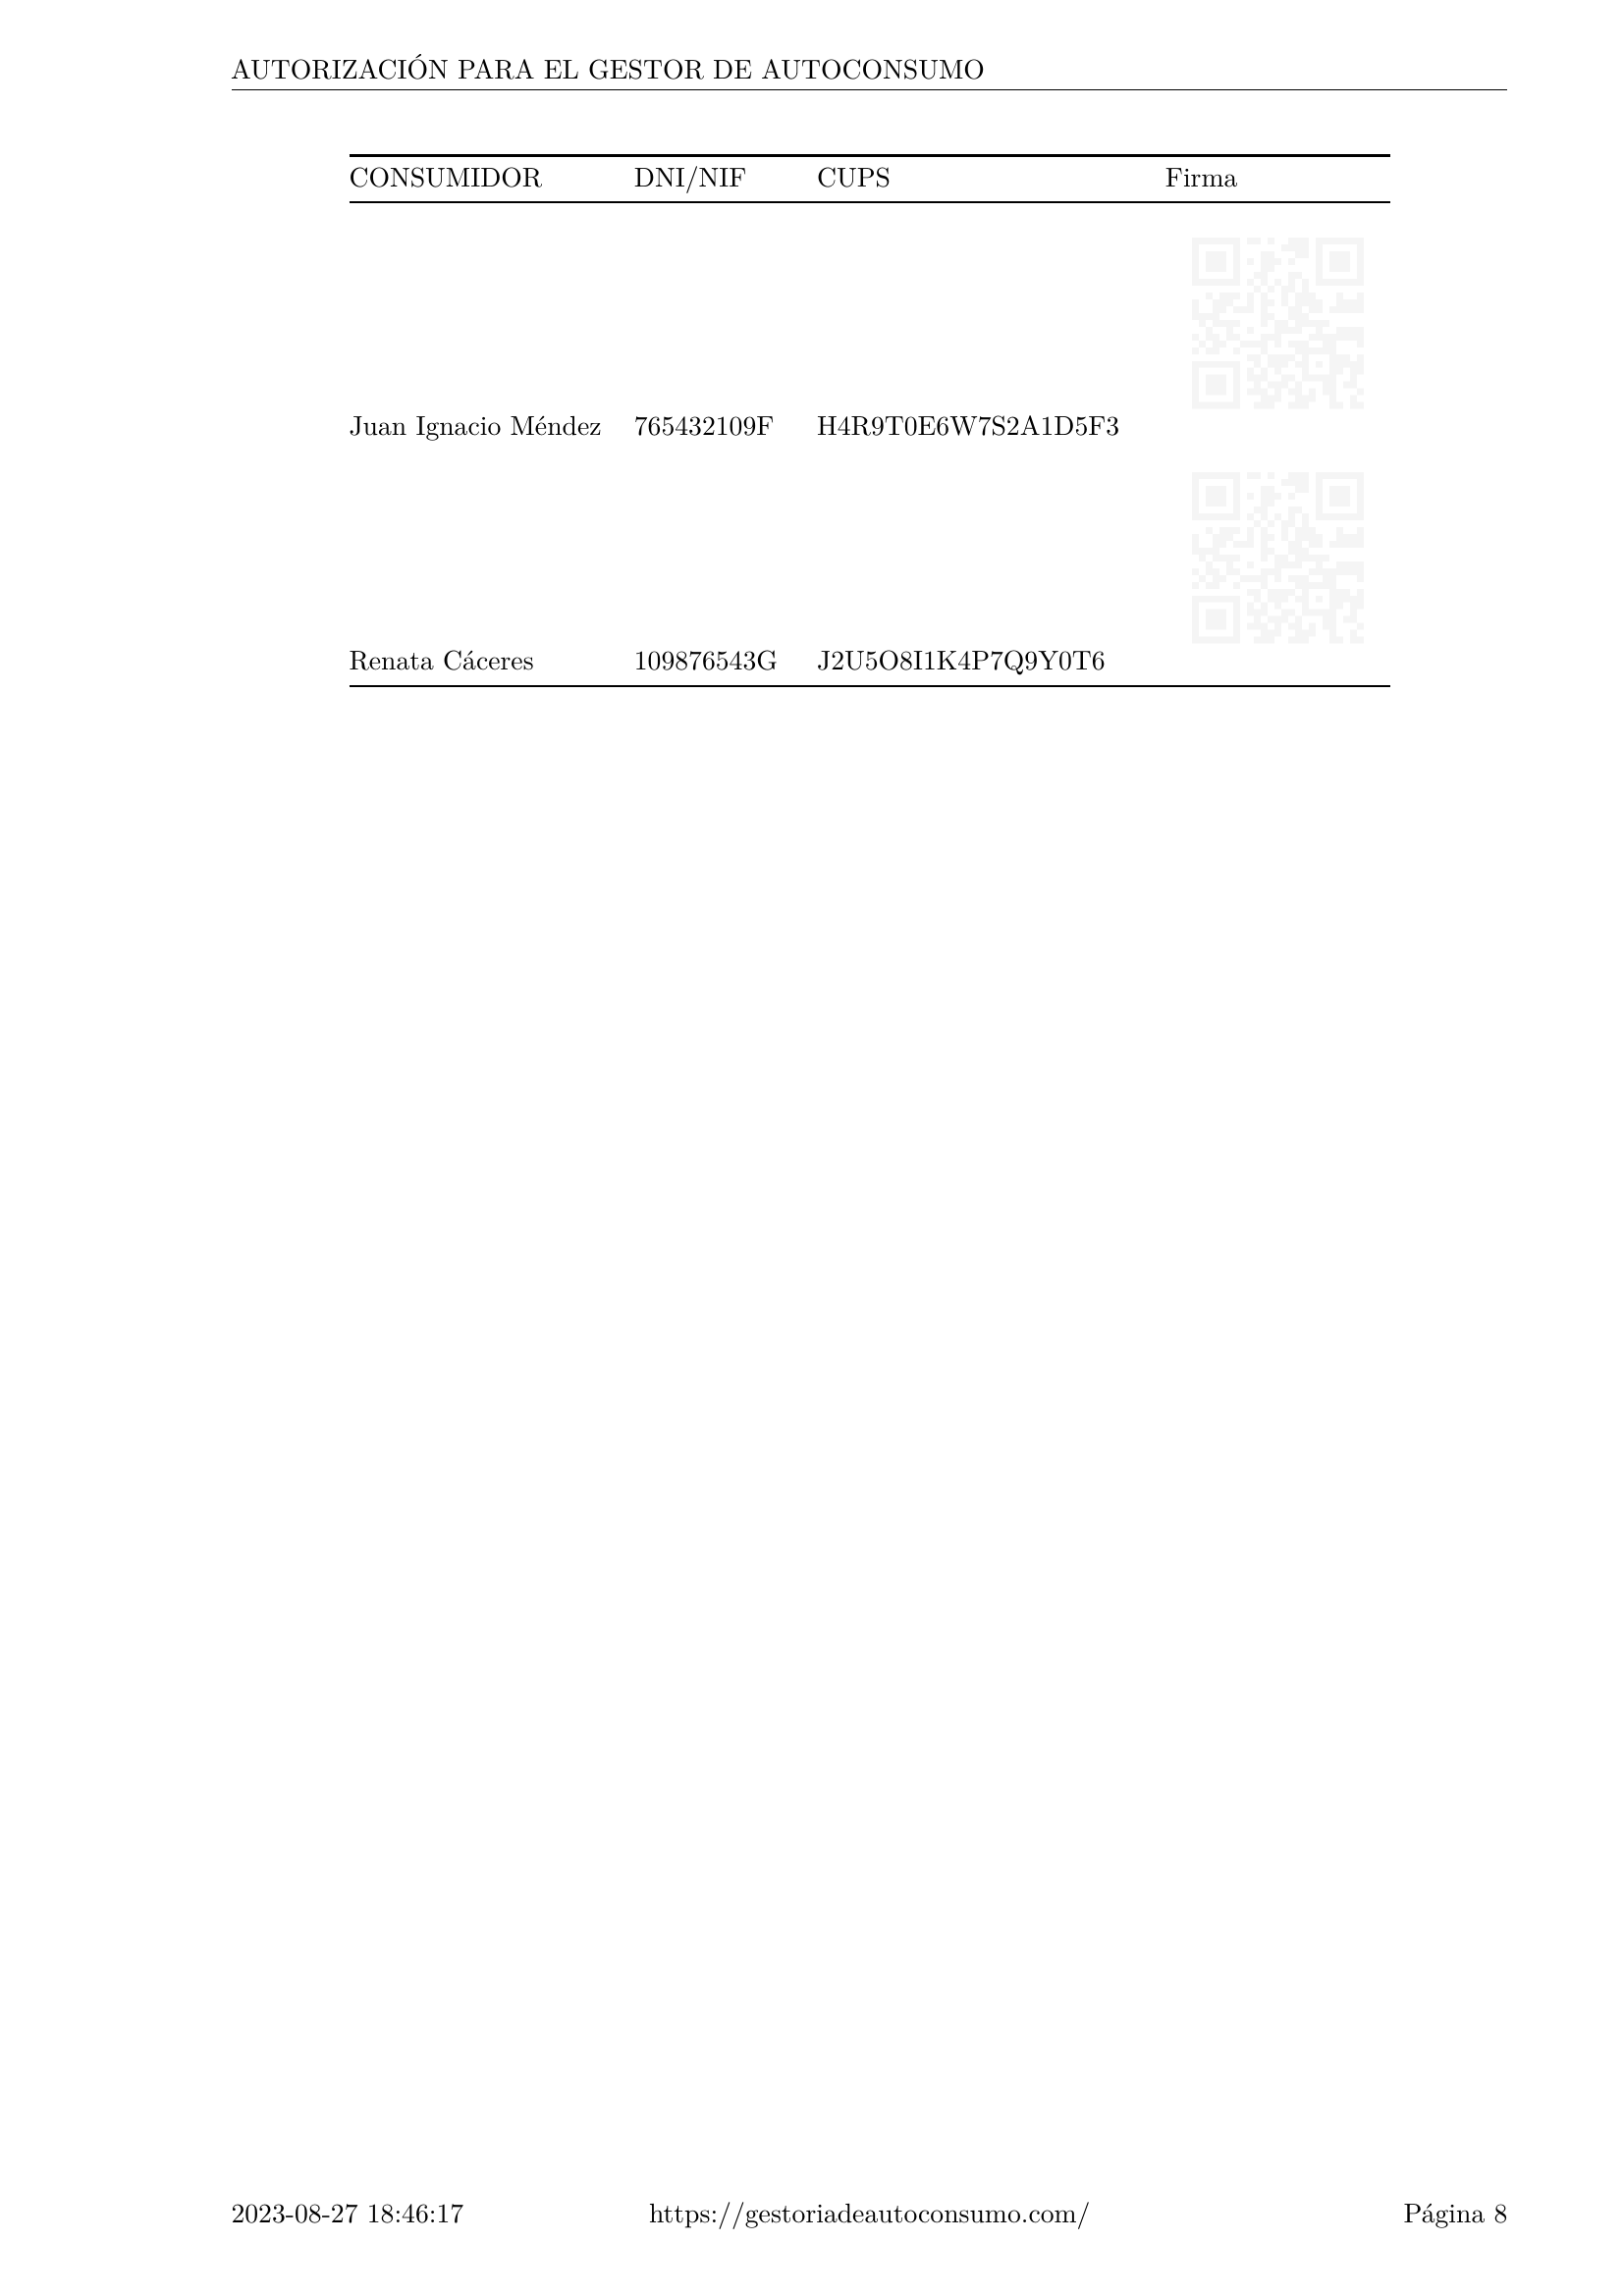 AUTORIZACIÓN PARA EL GESTOR DE AUTOCONSUMO
CONSUMIDOR DNI/NIF CUPS Firma
Juan Ignacio Méndez 765432109F H4R9T0E6W7S2A1D5F3
Renata Cáceres 109876543G J2U5O8I1K4P7Q9Y0T6
2023-08-27 18:46:17 https://gestoriadeautoconsumo.com/ Página 8